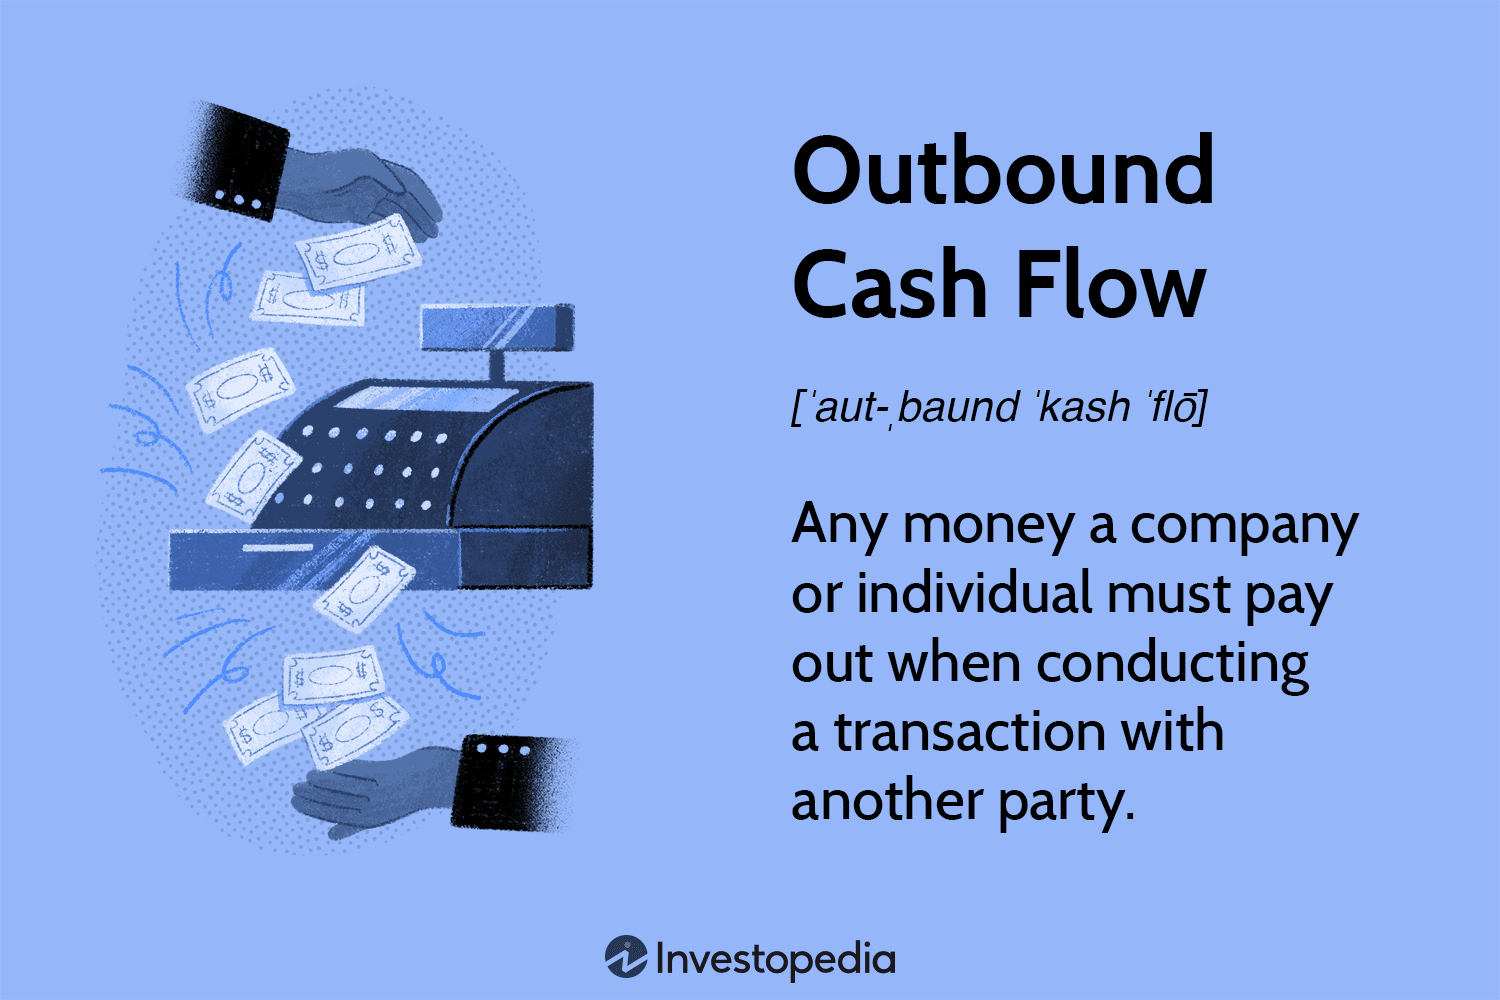 Outbound
Cash Flow
[ˈaut-ˌbaund ˈkash ˈflō]
Any money a company
or individual must pay
out when conducting
a transaction with
another party.
Investopedia